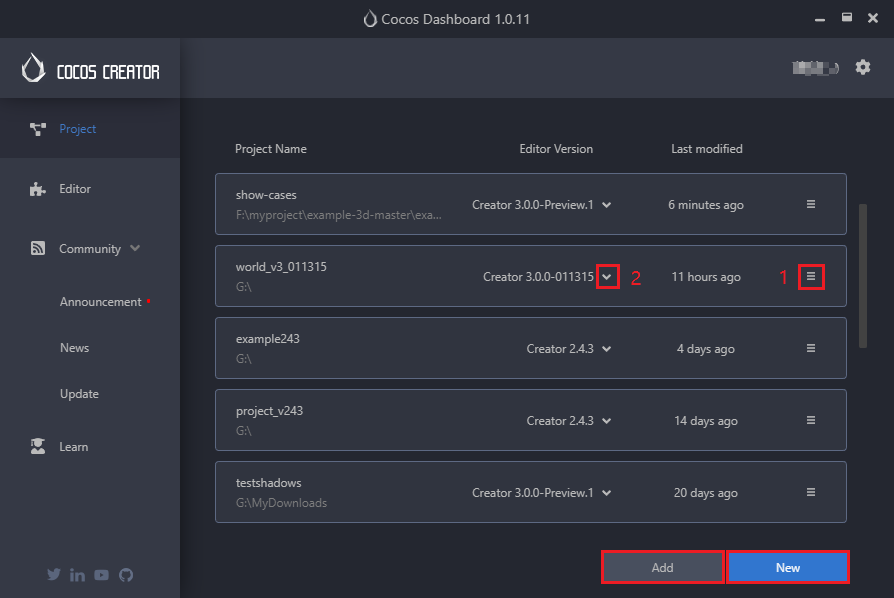 Cocos Dashboard 1.0.11
COCOS CREATOR
Project
Editor
Community
Announcement
News
Update
Learn
Project Name Editor Version Last modified
show-cases
F:\myproject\example-3d-master\exa...
Creator 3.0.0-Preview.1 6 minutes ago
world_v3_011315
G:\
Creator 3.0.0-011315 2 11 hours ago 1
example243
G:\
Creator 2.4.3 4 days ago
project_v243
G:\
Creator 2.4.3 14 days ago
testshadows
G:\MyDownloads
Creator 3.0.0-Preview.1 20 days ago
Add New